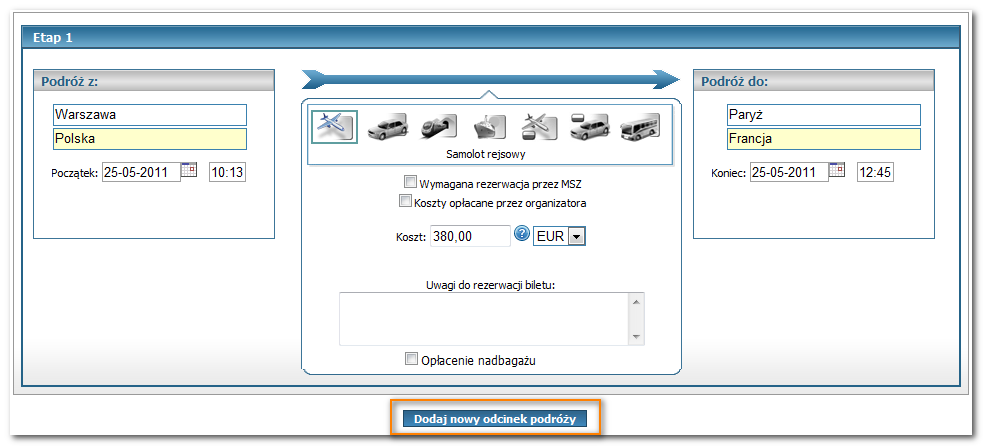 Etap 1
Podróż z:
Warszawa
Polska
Początek: 25-05-2011 10:13
Samolot rejsowy
Wymagana rezerwacja przez MSZ
Koszty opłacane przez organizatora
Koszt: 380,00 ? EUR
Uwagi do rezerwacji biletu:
Opłacenie nadbagażu
Podróż do:
Paryż
Francja
Koniec: 25-05-2011 12:45
Dodaj nowy odcinek podróży